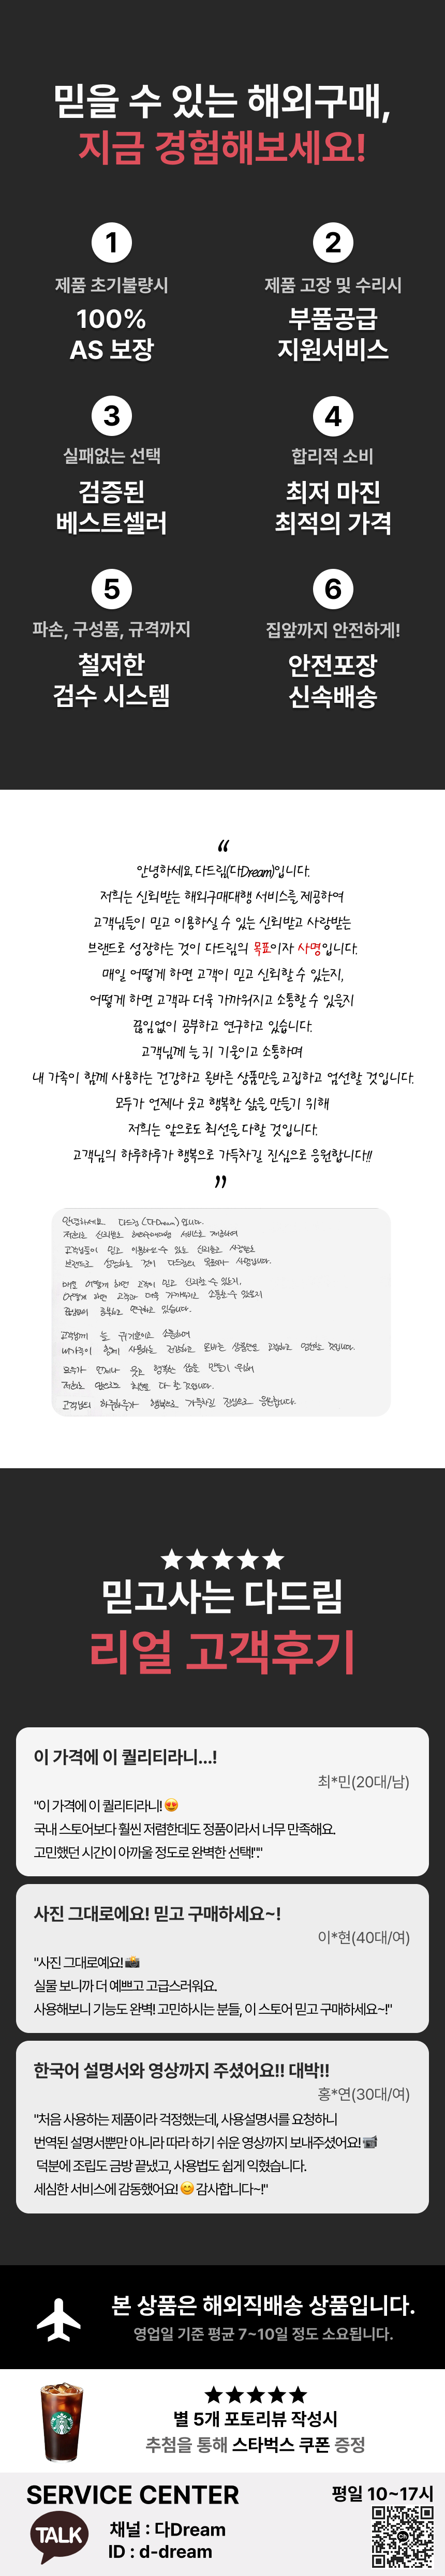 믿을 수 있는 해외구매,
지금 경험해보세요!
1
제품 초기불량시
100%
AS 보장
2
제품 고장 및 수리시
부품공급
지원서비스
3
실패없는 선택
검증된
베스트셀러
4
합리적 소비
최저 마진
최적의 가격
5
파손, 구성품, 규격까지
철저한
검수 시스템
6
집앞까지 안전하게!
안전포장
신속배송
“
안녕하세요, 다드림(다Dream)입니다.
저희는 신뢰받는 해외구매대행 서비스를 제공하여
고객님들이 믿고 이용하실 수 있는 신뢰받고 사랑받는
브랜드로 성장하는 것이 다드림의 목표이자 사명입니다.
매일 어떻게 하면 고객이 믿고 신뢰할 수 있는지,
어떻게 하면 고객과 더욱 가까워지고 소통할 수 있을지
끊임없이 공부하고 연구하고 있습니다.
고객님께 늘 귀 기울이고 소통하며
내 가족이 함께 사용하는 건강하고 올바른 상품만을 고집하고 엄선할 것입니다.
모두가 언제나 웃고 행복한 삶을 만들기 위해
저희는 앞으로도 최선을 다할 것입니다.
고객님의 하루하루가 행복으로 가득차길 진심으로 응원합니다!!
”
안녕하세요 다드림 (다Dream) 입니다.
저희는 신뢰받는 해외구매대행 서비스를 제공하여
고객님들이 믿고 이용하실 수 있는 신뢰받고 사랑받는
브랜드로 성장하는 것이 다드림의 목표이자 사명입니다.
매일 어떻게 하면 고객이 믿고 신뢰할 수 있는지,
어떻게 하면 고객과 더욱 가까워지고 소통할 수 있을지
끊임없이 공부하고 연구하고 있습니다.
고객님께 늘 귀 기울이고 소통하며
내 가족이 함께 사용하는 건강하고 올바른 상품만을 고집하고 엄선할 것입니다.
모두가 언제나 웃고 행복한 삶을 만들기 위해
저희는 앞으로도 최선을 다 할 것입니다.
고객님의 하루하루가 행복으로 가득차길 진심으로 응원합니다.
★★★★★
믿고사는 다드림
리얼 고객후기
이 가격에 이 퀄리티라니...!
최*민(20대/남)
"이 가격에 이 퀄리티라니! 😍
국내 스토어보다 훨씬 저렴한데도 정품이라서 너무 만족해요.
고민했던 시간이 아까울 정도로 완벽한 선택!"."
사진 그대로에요! 믿고 구매하세요~!
이*현(40대/여)
"사진 그대로예요! 📸
실물 보니까 더 예쁘고 고급스러워요.
사용해보니 기능도 완벽! 고민하시는 분들, 이 스토어 믿고 구매하세요~!"
한국어 설명서와 영상까지 주셨어요!! 대박!!
홍*연(30대/여)
"처음 사용하는 제품이라 걱정했는데, 사용설명서를 요청하니
번역된 설명서뿐만 아니라 따라 하기 쉬운 영상까지 보내주셨어요! 📹
덕분에 조립도 금방 끝냈고, 사용법도 쉽게 익혔습니다.
세심한 서비스에 감동했어요! 😊 감사합니다~!"
본 상품은 해외직배송 상품입니다.
영업일 기준 평균 7~10일 정도 소요됩니다.
★★★★★
별 5개 포토리뷰 작성시
추첨을 통해 스타벅스 쿠폰 증정
SERVICE CENTER
평일 10~17시
TALK
채널 : 다Dream
ID : d-dream